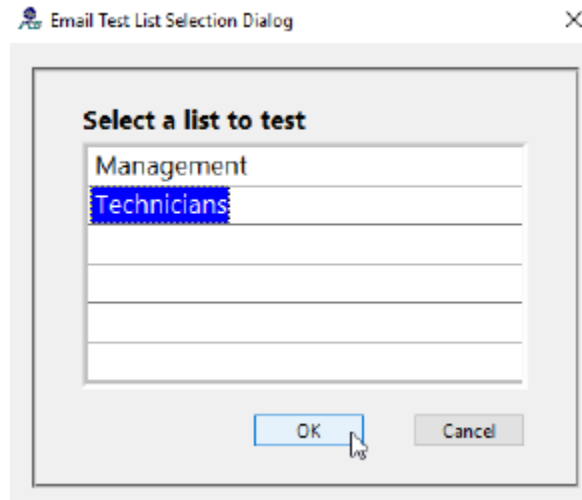 Email Test List Selection Dialog
Select a list to test
Management
Technicians
OK Cancel